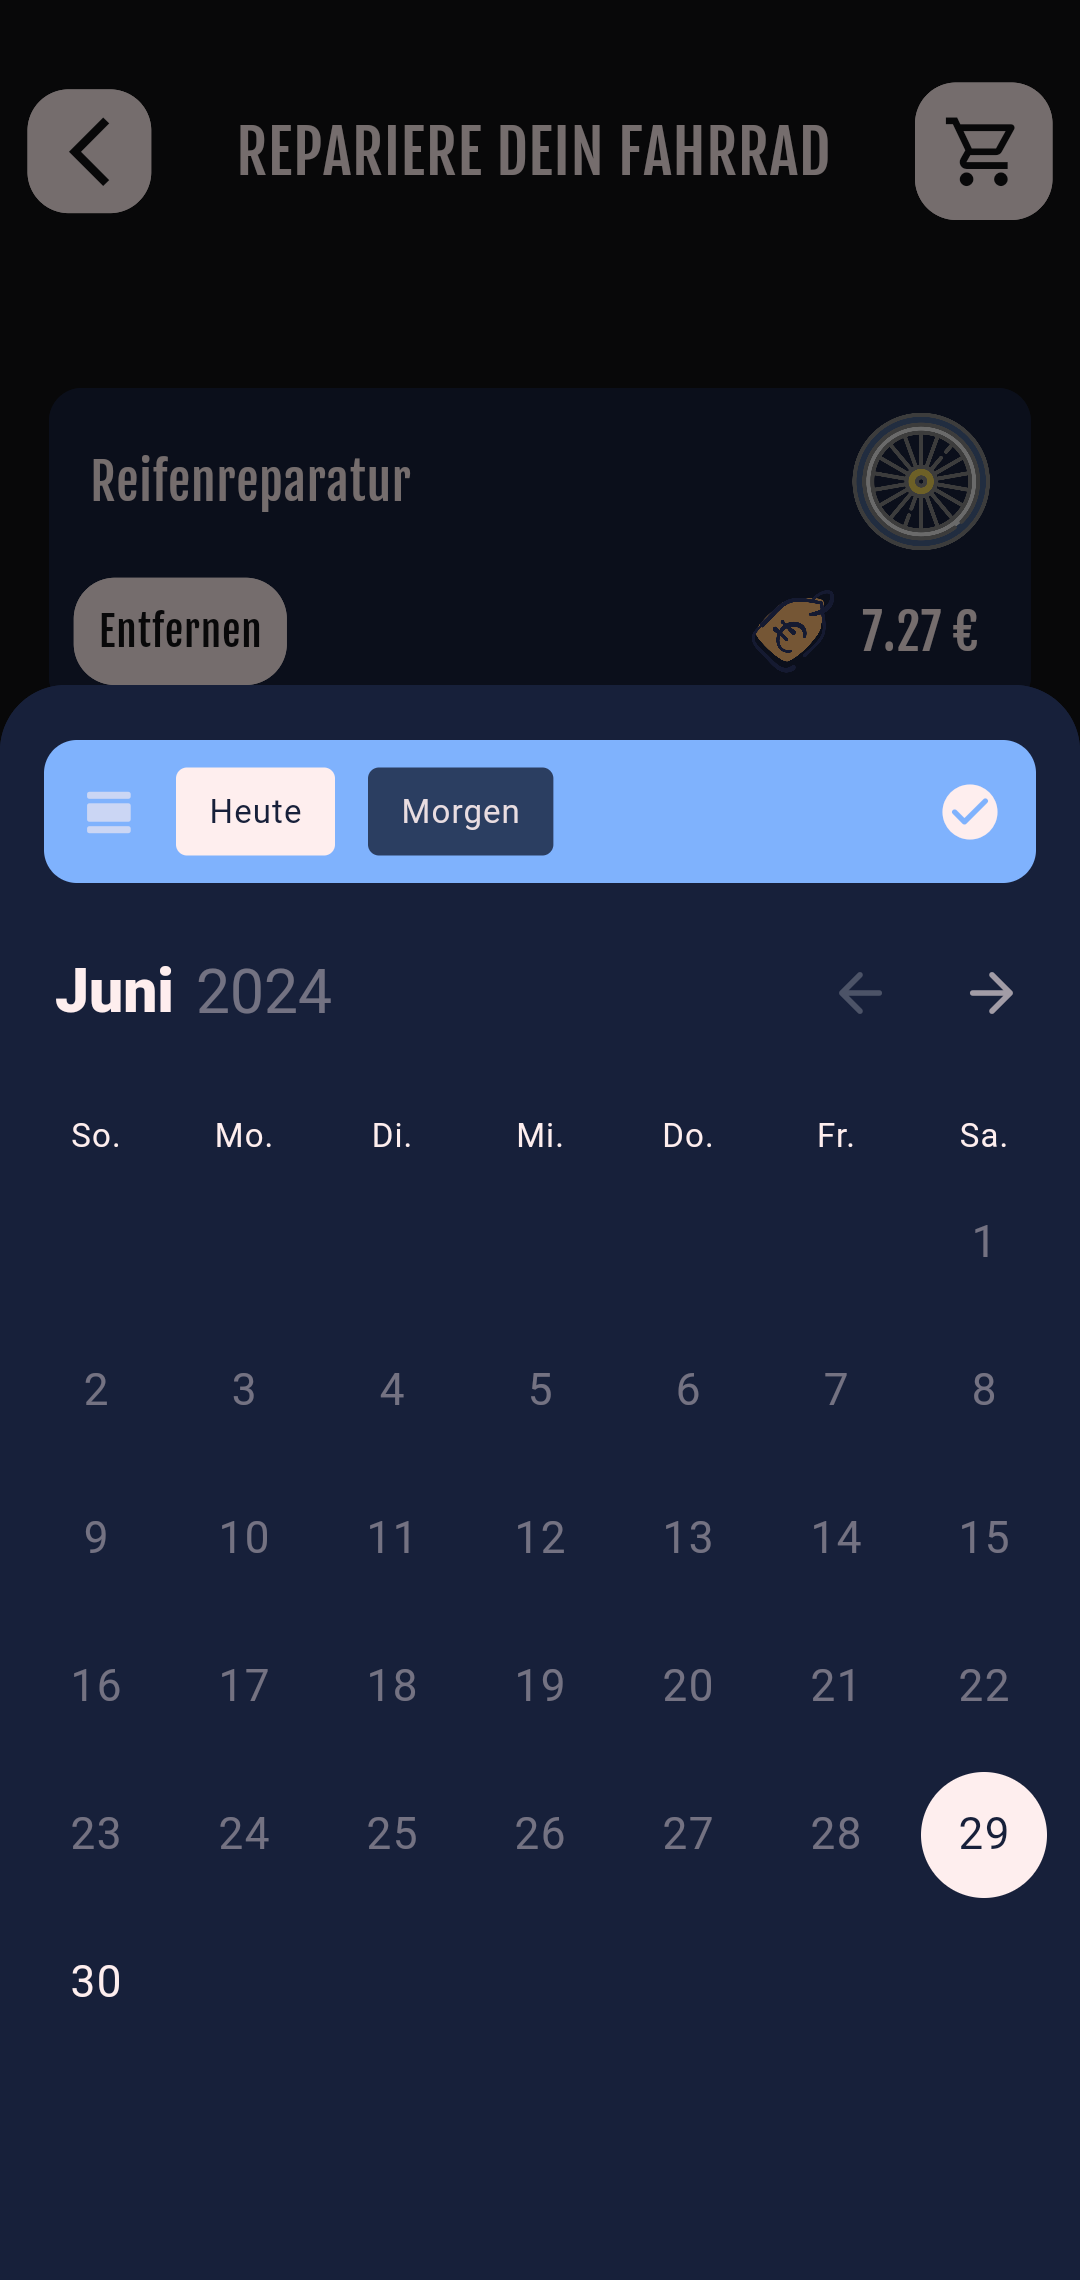 REPARIERE DEIN FAHRRAD
Reifenreparatur
Entfernen
7.27 €
Heute Morgen
Juni 2024
So. Mo. Di. Mi. Do. Fr. Sa.
1
2 3 4 5 6 7 8
9 10 11 12 13 14 15
16 17 18 19 20 21 22
23 24 25 26 27 28 29
30